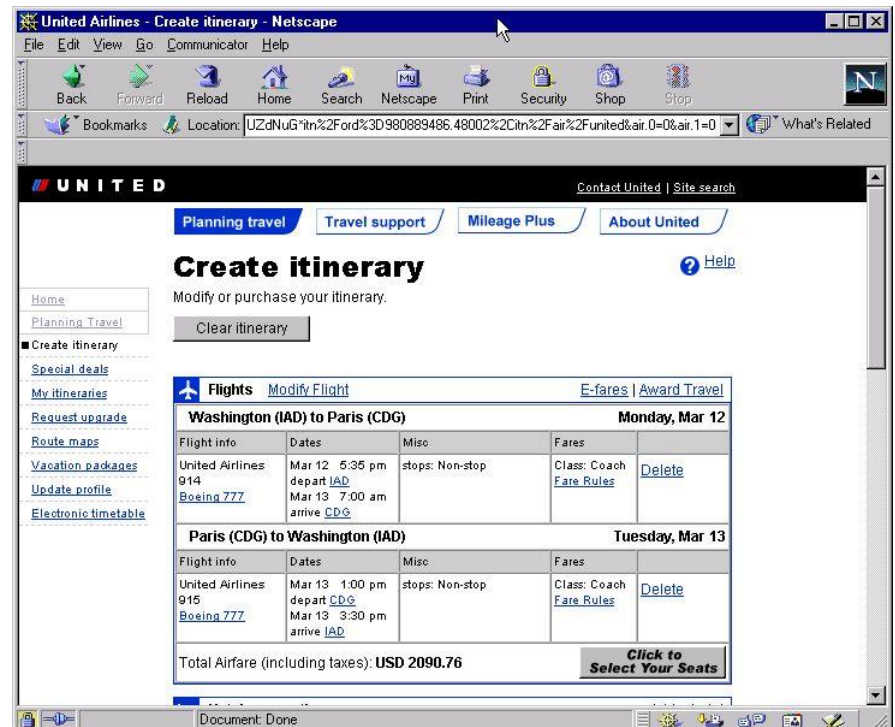 United Airlines - Create itinerary - Netscape
File Edit View Go Communicator Help
Back Forward Reload Home Search Netscape Print Security Shop Stop
My
N
Bookmarks Location: UZdNuG*itn%2Ford%3D980889486.48002%2Citn%2Fair%2Funited&air.0=0&air.1=0 What's Related
UNITED
Contact United | Site search
Planning travel Travel support Mileage Plus About United
Create itinerary
? Help
Modify or purchase your itinerary.
Clear itinerary
Home
Planning Travel
Create itinerary
Special deals
My itineraries
Request upgrade
Route maps
Vacation packages
Update profile
Electronic timetable
Flights Modify Flight E-fares | Award Travel
Washington (IAD) to Paris (CDG) Monday, Mar 12
Flight info Dates Misc Fares
United Airlines Mar 12 5:35 pm stops: Non-stop Class: Coach Delete
914 depart IAD Fare Rules
Boeing 777 Mar 13 7:00 am
arrive CDG
Paris (CDG) to Washington (IAD) Tuesday, Mar 13
Flight info Dates Misc Fares
United Airlines Mar 13 1:00 pm stops: Non-stop Class: Coach Delete
915 depart CDG Fare Rules
Boeing 777 Mar 13 3:30 pm
arrive IAD
Total Airfare (including taxes): USD 2090.76
Click to
Select Your Seats
Document: Done